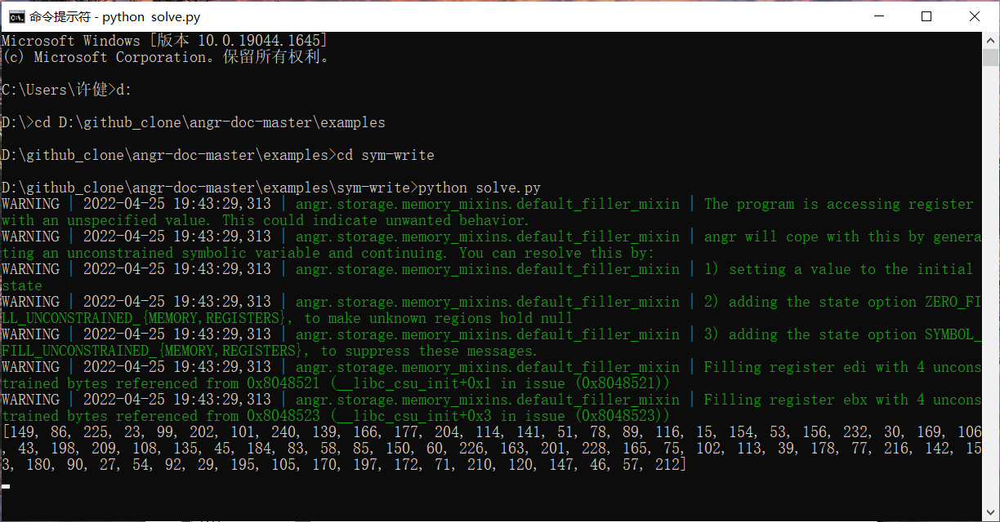 命令提示符 - python  solve.py
Microsoft Windows [版本 10.0.19044.1645]
(c) Microsoft Corporation。保留所有权利。
C:\Users\许健>d:
D:\>cd D:\github_clone\angr-doc-master\examples
D:\github_clone\angr-doc-master\examples>cd sym-write
D:\github_clone\angr-doc-master\examples\sym-write>python solve.py
WARNING | 2022-04-25 19:43:29,313 | angr.storage.memory_mixins.default_filler_mixin | The program is accessing register
with an unspecified value. This could indicate unwanted behavior.
WARNING | 2022-04-25 19:43:29,313 | angr.storage.memory_mixins.default_filler_mixin | angr will cope with this by genera
ting an unconstrained symbolic variable and continuing. You can resolve this by:
WARNING | 2022-04-25 19:43:29,313 | angr.storage.memory_mixins.default_filler_mixin | 1) setting a value to the initial
state
WARNING | 2022-04-25 19:43:29,313 | angr.storage.memory_mixins.default_filler_mixin | 2) adding the state option ZERO_FI
LL_UNCONSTRAINED_{MEMORY,REGISTERS}, to make unknown regions hold null
WARNING | 2022-04-25 19:43:29,313 | angr.storage.memory_mixins.default_filler_mixin | 3) adding the state option SYMBOL_
FILL_UNCONSTRAINED_{MEMORY,REGISTERS}, to suppress these messages.
WARNING | 2022-04-25 19:43:29,313 | angr.storage.memory_mixins.default_filler_mixin | Filling register edi with 4 uncons
trained bytes referenced from 0x8048521 (__libc_csu_init+0x1 in issue (0x8048521))
WARNING | 2022-04-25 19:43:29,313 | angr.storage.memory_mixins.default_filler_mixin | Filling register ebx with 4 uncons
trained bytes referenced from 0x8048523 (__libc_csu_init+0x3 in issue (0x8048523))
[149, 86, 225, 23, 99, 202, 101, 240, 139, 166, 177, 204, 114, 141, 51, 78, 89, 116, 15, 154, 53, 156, 232, 30, 169, 106
, 43, 198, 209, 108, 135, 45, 184, 83, 58, 85, 150, 60, 226, 163, 201, 228, 165, 75, 102, 113, 39, 178, 77, 216, 142, 15
3, 180, 90, 27, 54, 92, 29, 195, 105, 170, 197, 172, 71, 210, 120, 147, 46, 57, 212]